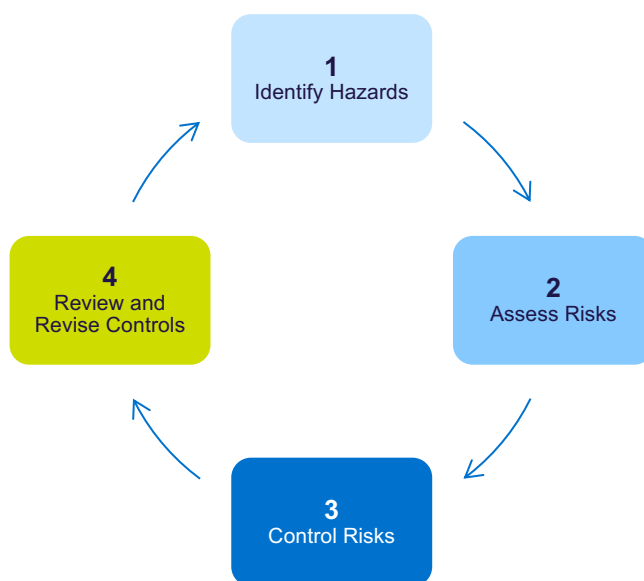 1
Identify Hazards
2
Assess Risks
3
Control Risks
4
Review and
Revise Controls